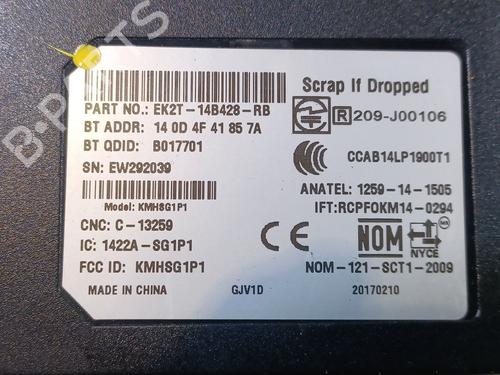 Scrap If Dropped
PART NO.: EK2T-14B428-RB
R 209-J00106
BT ADDR: 14 0D 4F 41 85 7A
BT QDID: B017701
CCAB14LP1900T1
SN: EW292039
ANATEL: 1259-14-1505
Model: KMHSG1P1
IFT:RCPFOKM14-0294
CNC: C-13259
CE
NOM
NYCE
IC: 1422A-SG1P1
FCC ID: KMHSG1P1
NOM-121-SCT1-2009
MADE IN CHINA
GJV1D
20170210
B-PARTS